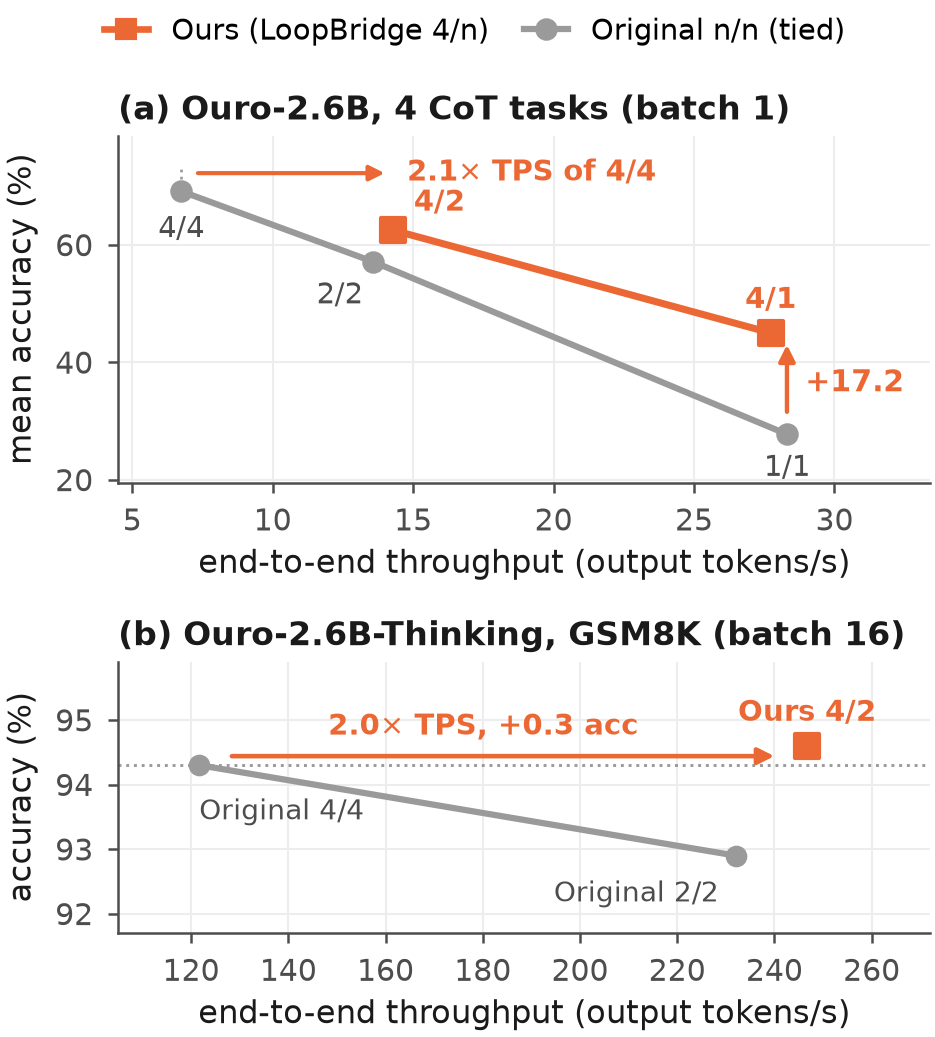 Ours (LoopBridge 4/n) Original n/n (tied)
(a) Ouro-2.6B, 4 CoT tasks (batch 1)
mean accuracy (%)
60
40
20
2.1× TPS of 4/4
4/2
4/4
2/2
4/1
+17.2
1/1
5 10 15 20 25 30
end-to-end throughput (output tokens/s)
(b) Ouro-2.6B-Thinking, GSM8K (batch 16)
accuracy (%)
95
94
93
92
Ours 4/2
2.0× TPS, +0.3 acc
Original 4/4
Original 2/2
120 140 160 180 200 220 240 260
end-to-end throughput (output tokens/s)